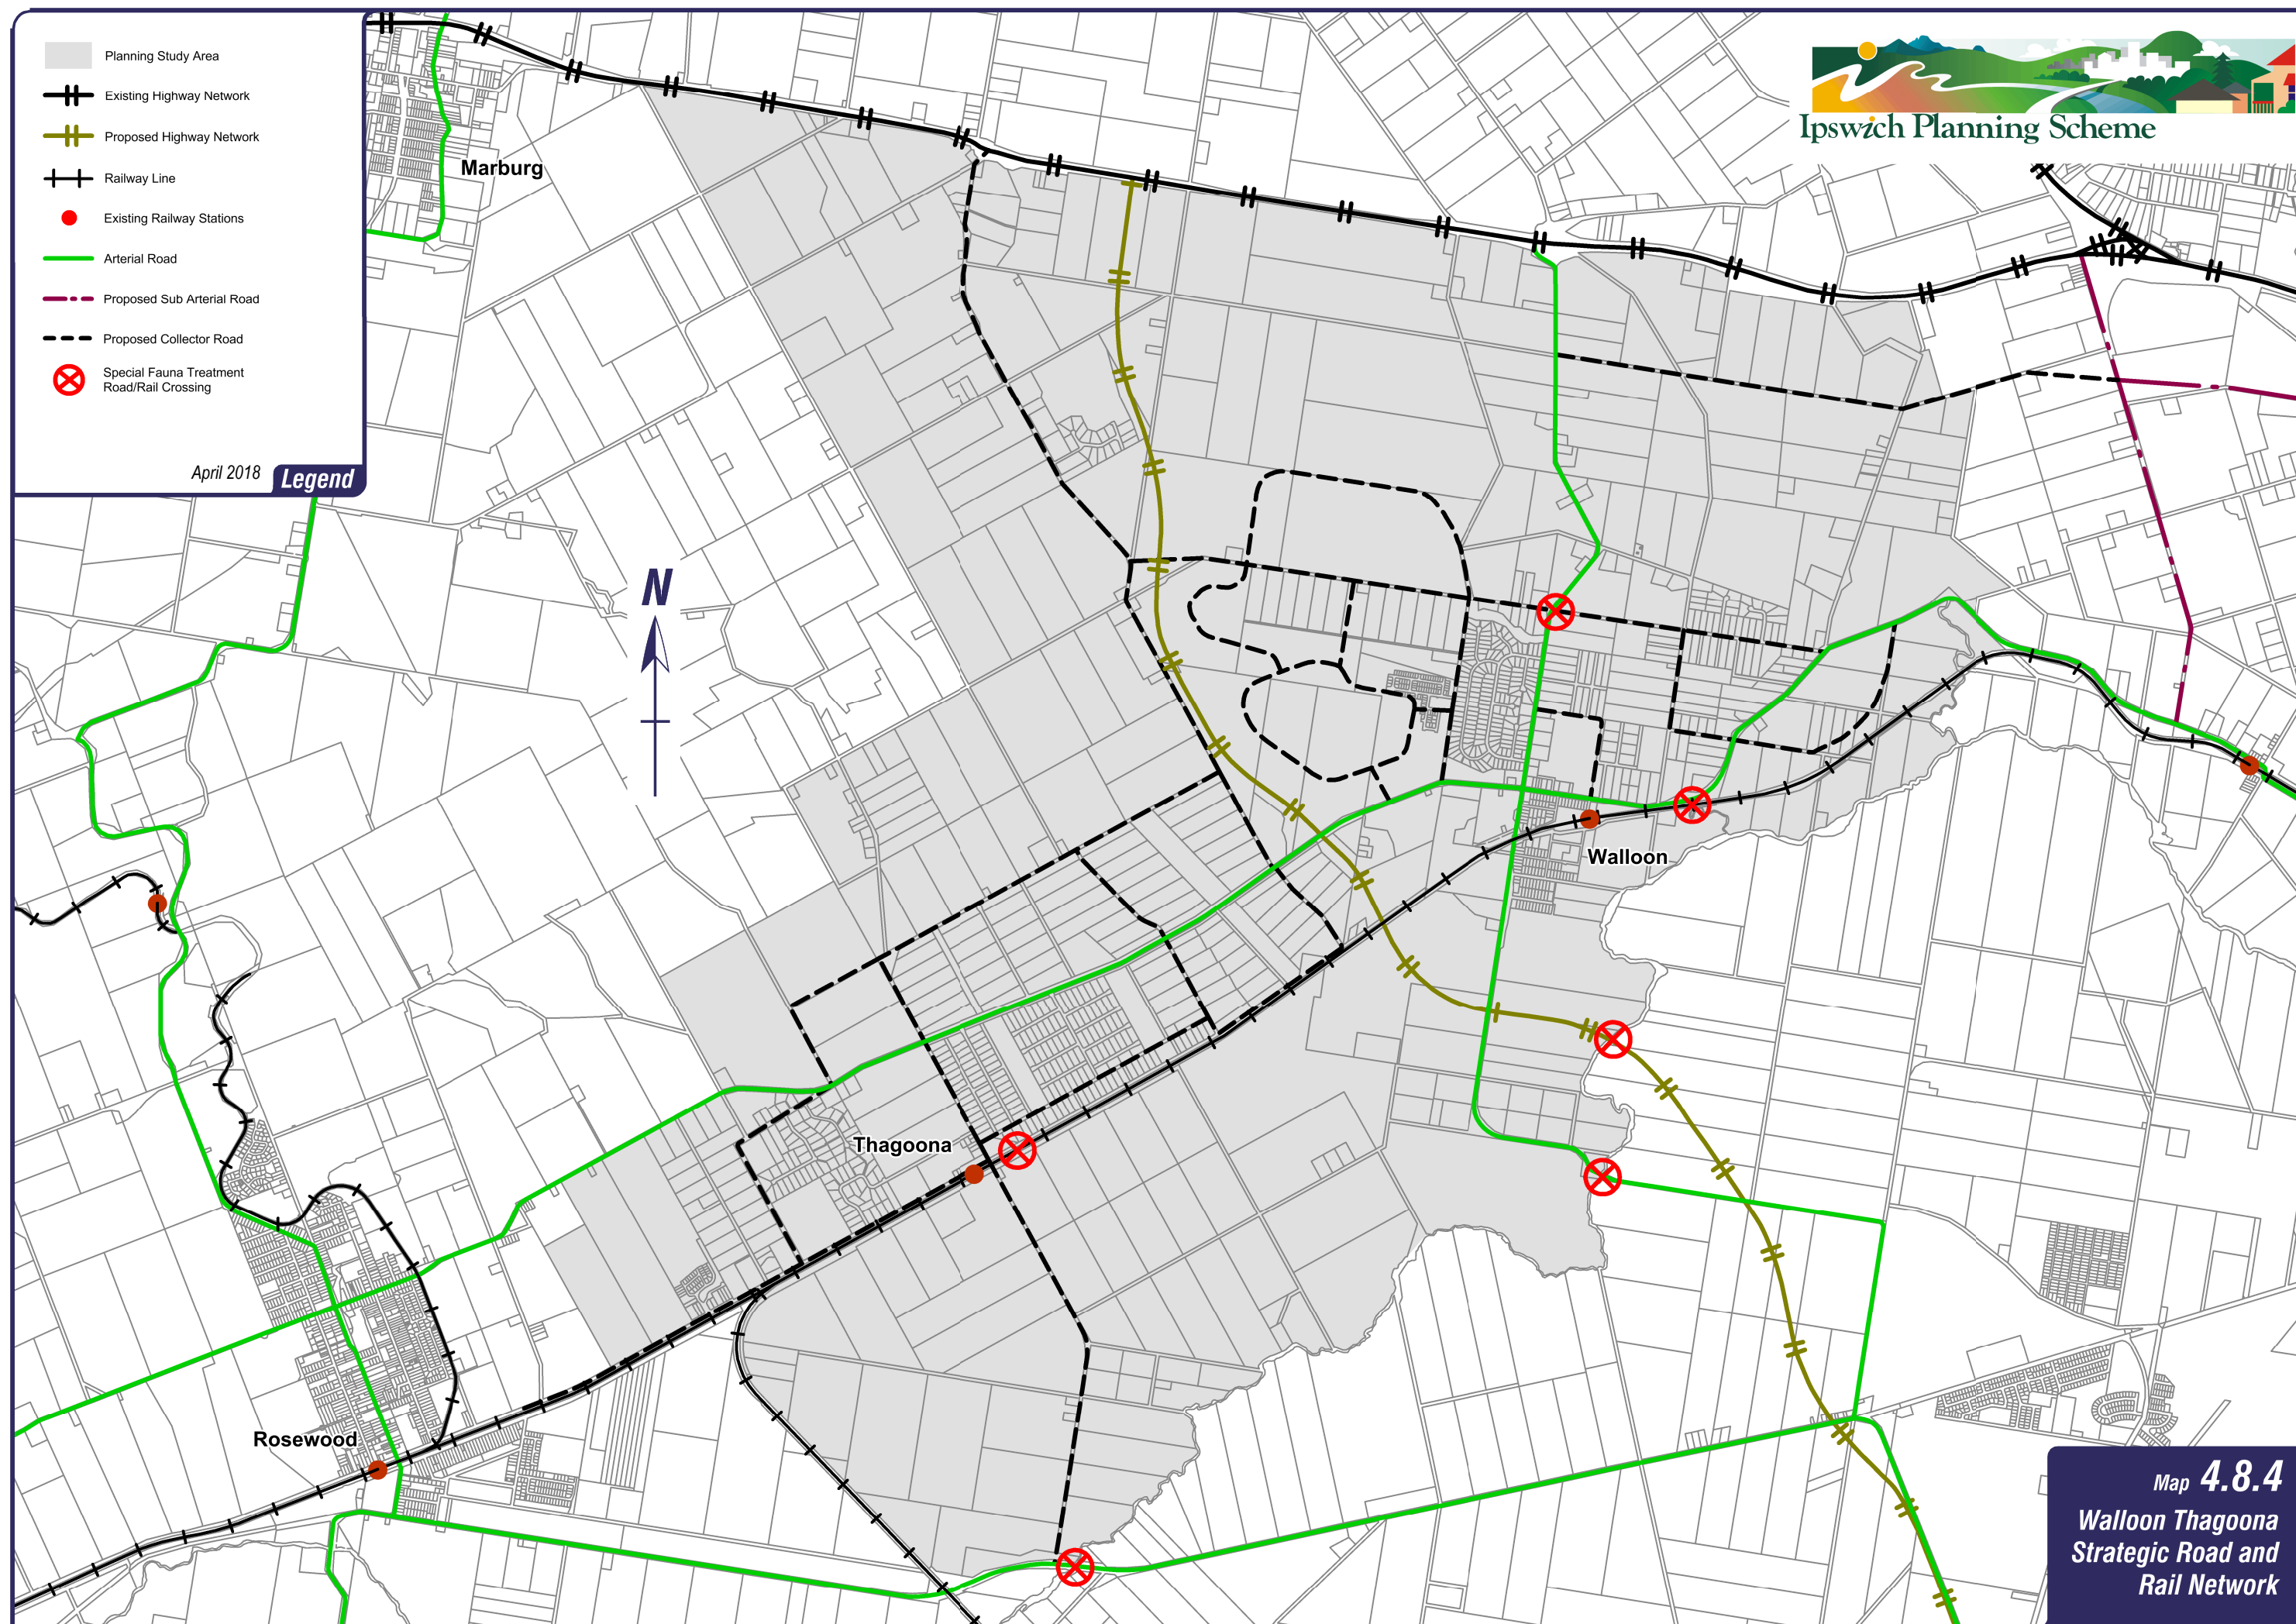 Planning Study Area
Existing Highway Network
Proposed Highway Network
Railway Line
Existing Railway Stations
Arterial Road
Proposed Sub Arterial Road
Proposed Collector Road
Special Fauna Treatment
Road/Rail Crossing
April 2018
Legend
Ipswich Planning Scheme
Marburg
N
Walloon
Thagoona
Rosewood
Map 4.8.4
Walloon Thagoona
Strategic Road and
Rail Network